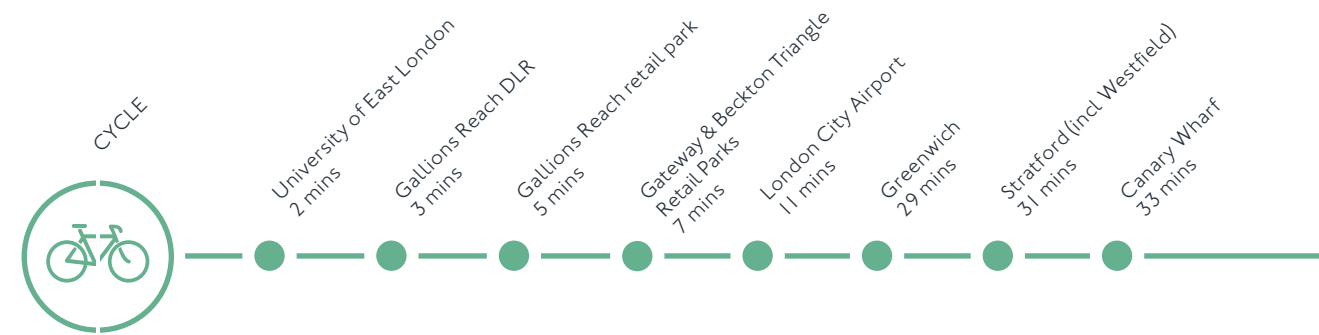 CYCLE
University of East London
2 mins
Gallions Reach DLR
3 mins
Gallions Reach retail park
5 mins
Gateway & Beckton Triangle
Retail Parks
7 mins
London City Airport
11 mins
Greenwich
29 mins
Stratford (incl Westfield)
31 mins
Canary Wharf
33 mins